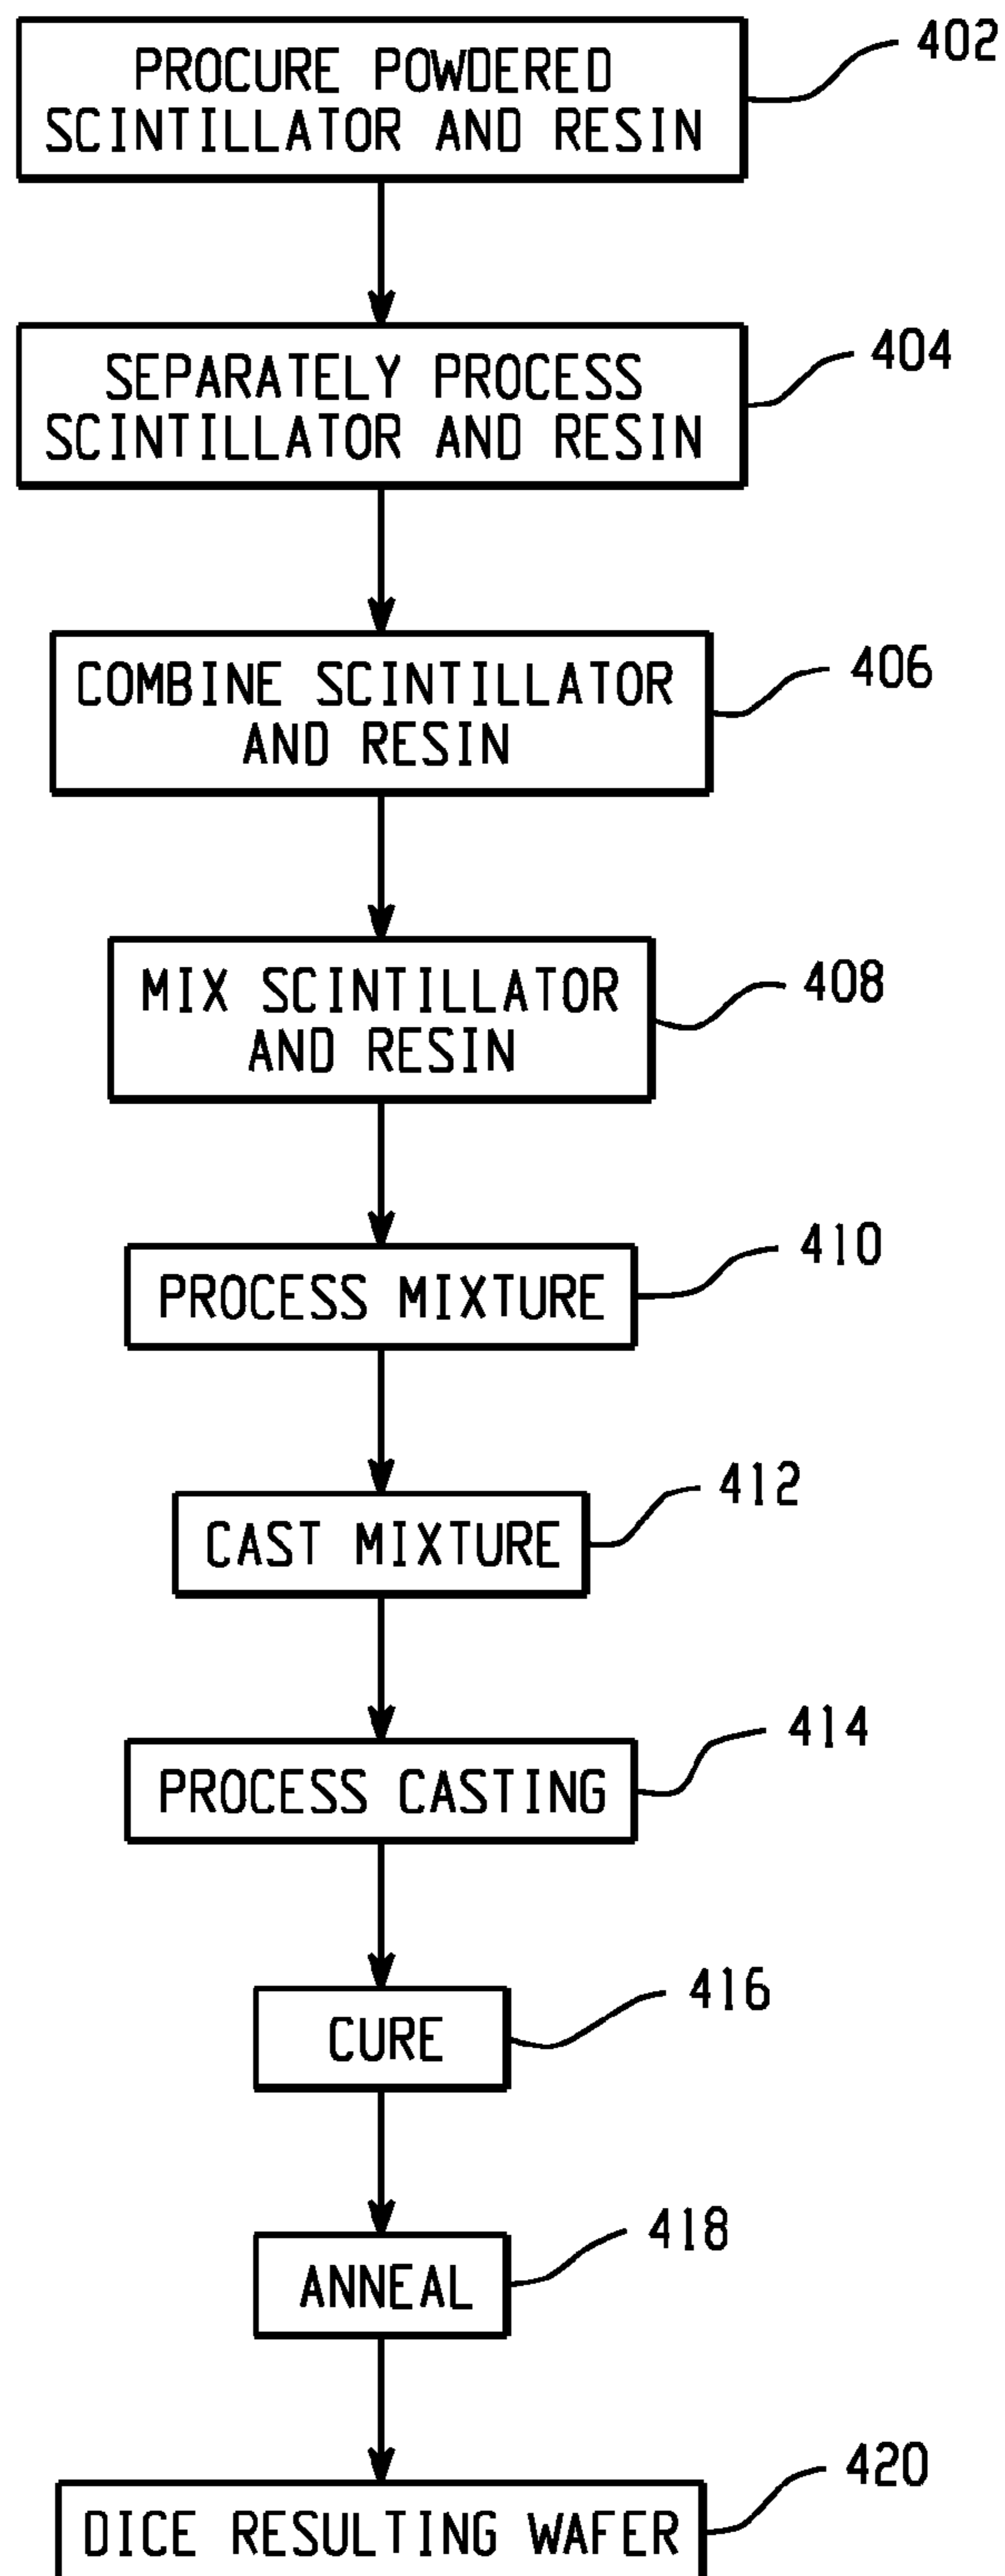 PROCURE POWDERED
SCINTILLATOR AND RESIN
402
SEPARATELY PROCESS
SCINTILLATOR AND RESIN
404
COMBINE SCINTILLATOR
AND RESIN
406
MIX SCINTILLATOR
AND RESIN
408
PROCESS MIXTURE
410
CAST MIXTURE
412
PROCESS CASTING
414
CURE
416
ANNEAL
418
DICE RESULTING WAFER
420